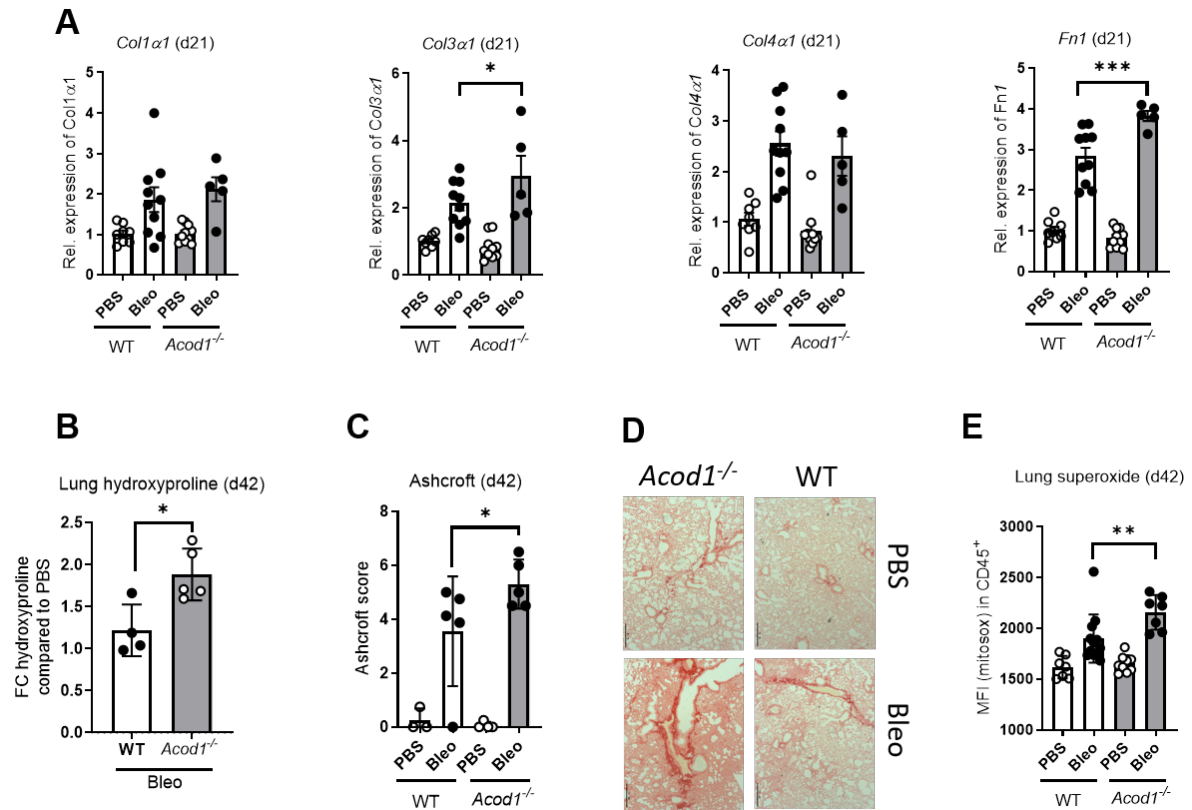 A
Col1α1 (d21)
Rel. expression of Col1α1
5
4
3
2
1
0
PBS
Bleo
PBS
Bleo
WT
Acod1-/-
Col3α1 (d21)
Rel. expression of Col3α1
6
4
2
0
*
PBS
Bleo
PBS
Bleo
WT
Acod1-/-
Col4α1 (d21)
Rel. expression of Col4α1
4
3
2
1
0
PBS
Bleo
PBS
Bleo
WT
Acod1-/-
Fn1 (d21)
Rel. expression of Fn1
5
4
3
2
1
0
***
PBS
Bleo
PBS
Bleo
WT
Acod1-/-
B
Lung hydroxyproline (d42)
FC hydroxyproline
compared to PBS
2.5
2.0
1.5
1.0
0.5
0.0
*
WT
Acod1-/-
Bleo
C
Ashcroft (d42)
Ashcroft score
8
6
4
2
0
*
PBS
Bleo
PBS
Bleo
WT
Acod1-/-
D
Acod1-/-
WT
PBS
Bleo
E
Lung superoxide (d42)
MFI (mitosox) in CD45+
3000
2500
2000
1500
1000
**
PBS
Bleo
PBS
Bleo
WT
Acod1-/-